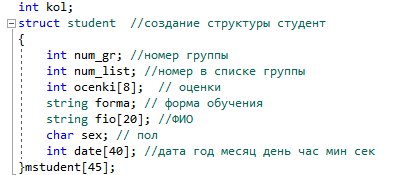 int kol;
struct student  //создание структуры студент
{
    int num_gr; //номер группы
    int num_list; //номер в списке группы
    int ocenki[8];  // оценки
    string forma; // форма обучения
    string fio[20]; //ФИО
    char sex; // пол
    int date[40]; //дата год месяц день час мин сек
}mstudent[45];